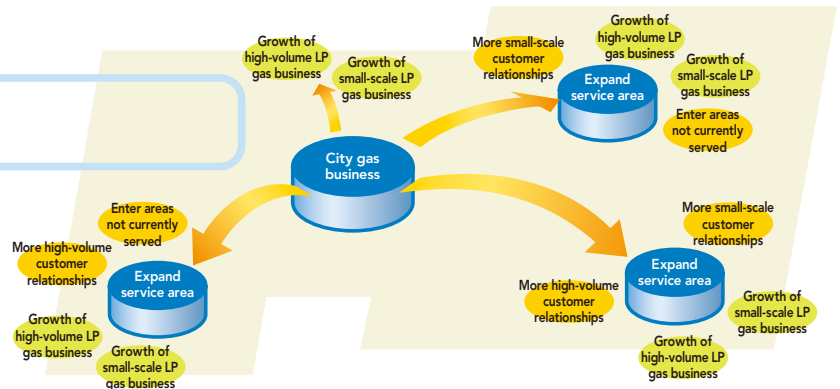 Growth of
high-volume LP
gas business
Growth of
small-scale LP
gas business
More small-scale
customer
relationships
Growth of
high-volume LP
gas business
Growth of
small-scale LP
gas business
Expand
service area
Enter areas
not currently
served
City gas
business
Enter areas
not currently
served
More high-volume
customer
relationships
Expand
service area
Growth of
high-volume LP
gas business
Growth of
small-scale LP
gas business
More small-scale
customer
relationships
Expand
service area
More high-volume
customer
relationships
Growth of
small-scale LP
gas business
Growth of
high-volume LP
gas business